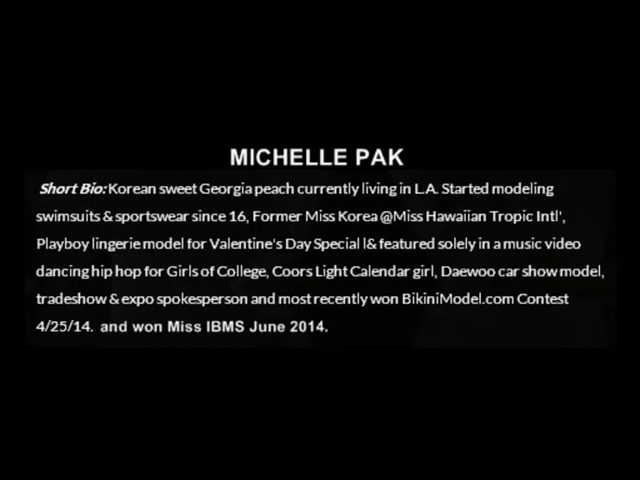 MICHELLE PAK
Short Bio: Korean sweet Georgia peach currently living in L.A. Started modeling
swimsuits & sportswear since 16, Former Miss Korea @Miss Hawaiian Tropic Intl',
Playboy lingerie model for Valentine's Day Special l& featured solely in a music video
dancing hip hop for Girls of College, Coors Light Calendar girl, Daewoo car show model,
tradeshow & expo spokesperson and most recently won BikiniModel.com Contest
4/25/14. and won Miss IBMS June 2014.